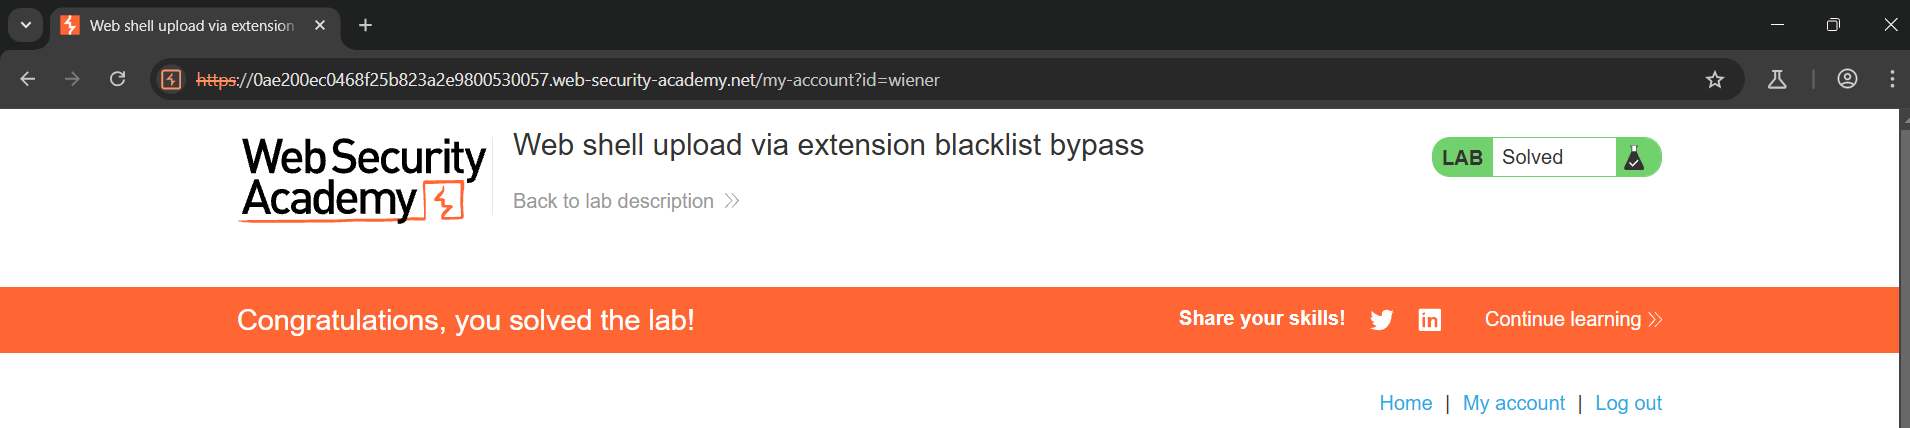 Web shell upload via extension
https://0ae200ec0468f25b823a2e9800530057.web-security-academy.net/my-account?id=wiener
Web Security
Academy
Web shell upload via extension blacklist bypass
Back to lab description
LAB Solved
Congratulations, you solved the lab!
Share your skills!
Continue learning
Home | My account | Log out